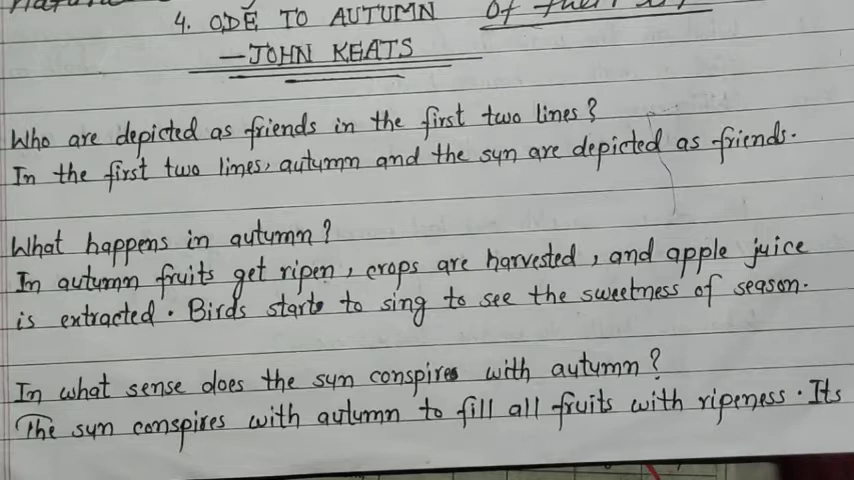 4. ODE TO AUTUMN
— JOHN KEATS
Who are depicted as friends in the first two lines?
In the first two lines, autumn and the sun are depicted as friends.
What happens in autumn?
In autumn fruits get ripen, crops are harvested, and apple juice
is extracted. Birds starts to sing to see the sweetness of season.
In what sense does the sun conspires with autumn?
The sun conspires with autumn to fill all fruits with ripeness. Its